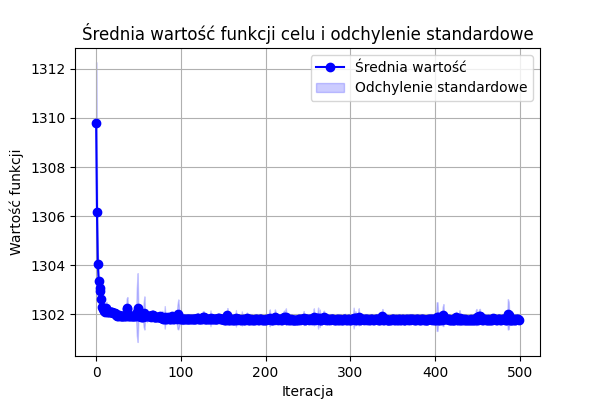 Średnia wartość funkcji celu i odchylenie standardowe
Średnia wartość
Odchylenie standardowe
Wartość funkcji
1312
1310
1308
1306
1304
1302
0
100
200
300
400
500
Iteracja